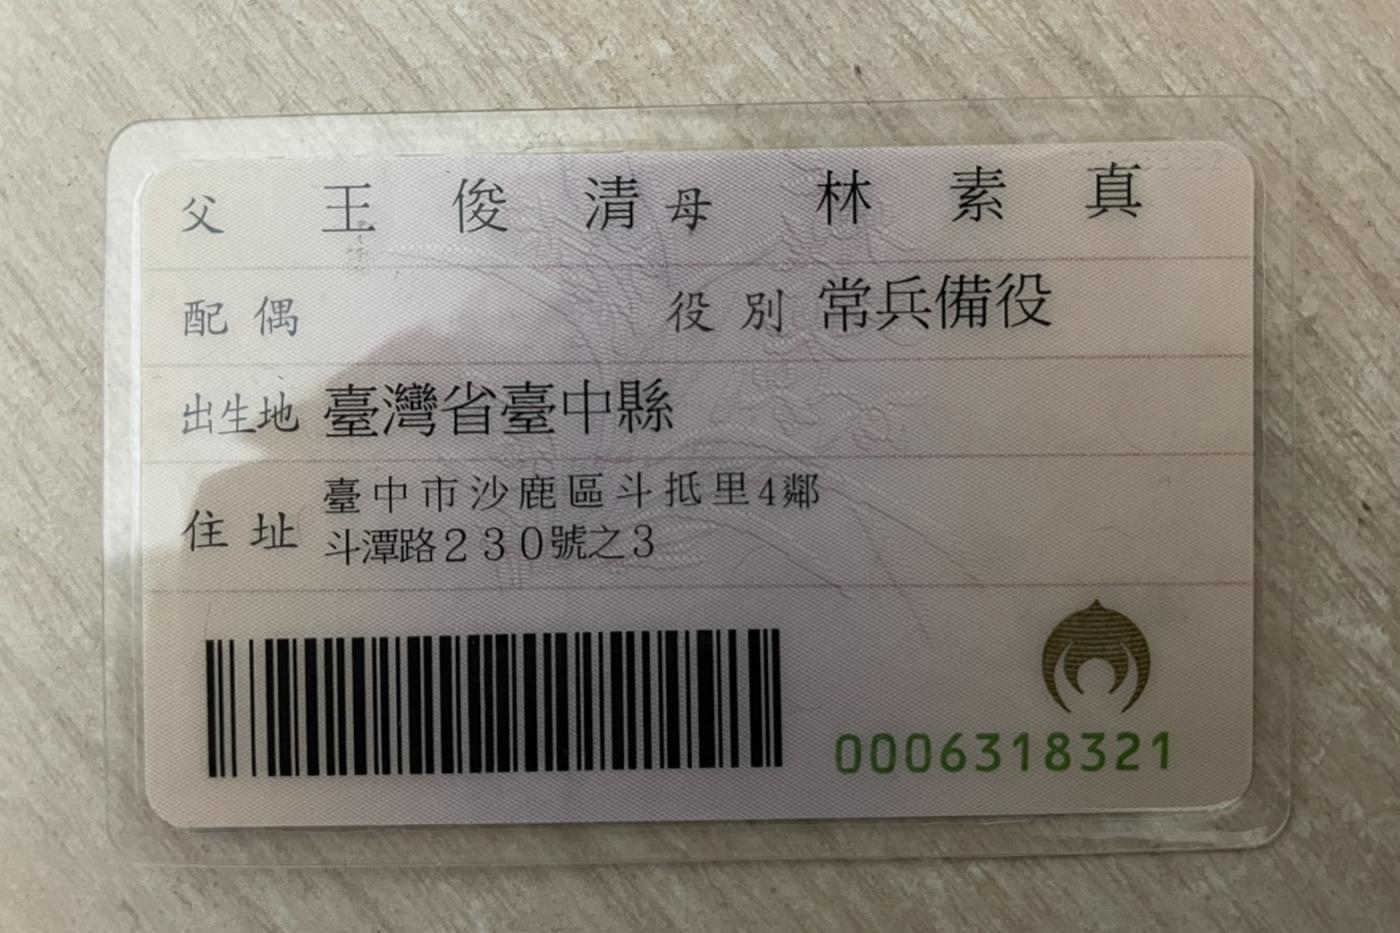 父 王俊清 母 林素真
配偶 役別 常兵備役
出生地 臺灣省臺中縣
住址 臺中市沙鹿區斗抵里4鄰
斗潭路230號之3
0006318321